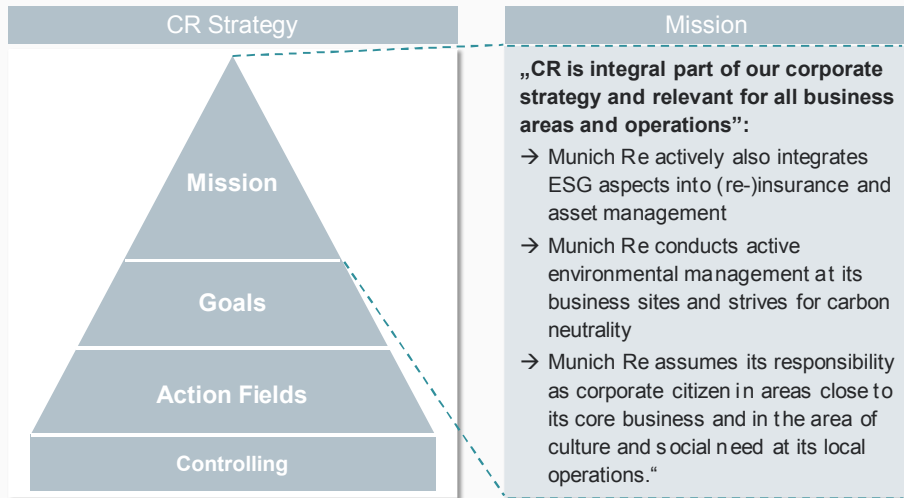 CR Strategy
Mission
Goals
Action Fields
Controlling
Mission
„CR is integral part of our corporate
strategy and relevant for all business
areas and operations”:
→ Munich Re actively also integrates
ESG aspects into (re-)insurance and
asset management
→ Munich Re conducts active
environmental management at its
business sites and strives for carbon
neutrality
→ Munich Re assumes its responsibility
as corporate citizen in areas close to
its core business and in the area of
culture and social need at its local
operations.“